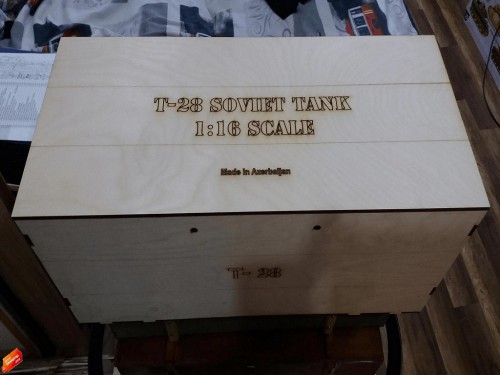 T-28 SOVIET TANK
1:16 SCALE
Made in Azerbaijan
T- 28